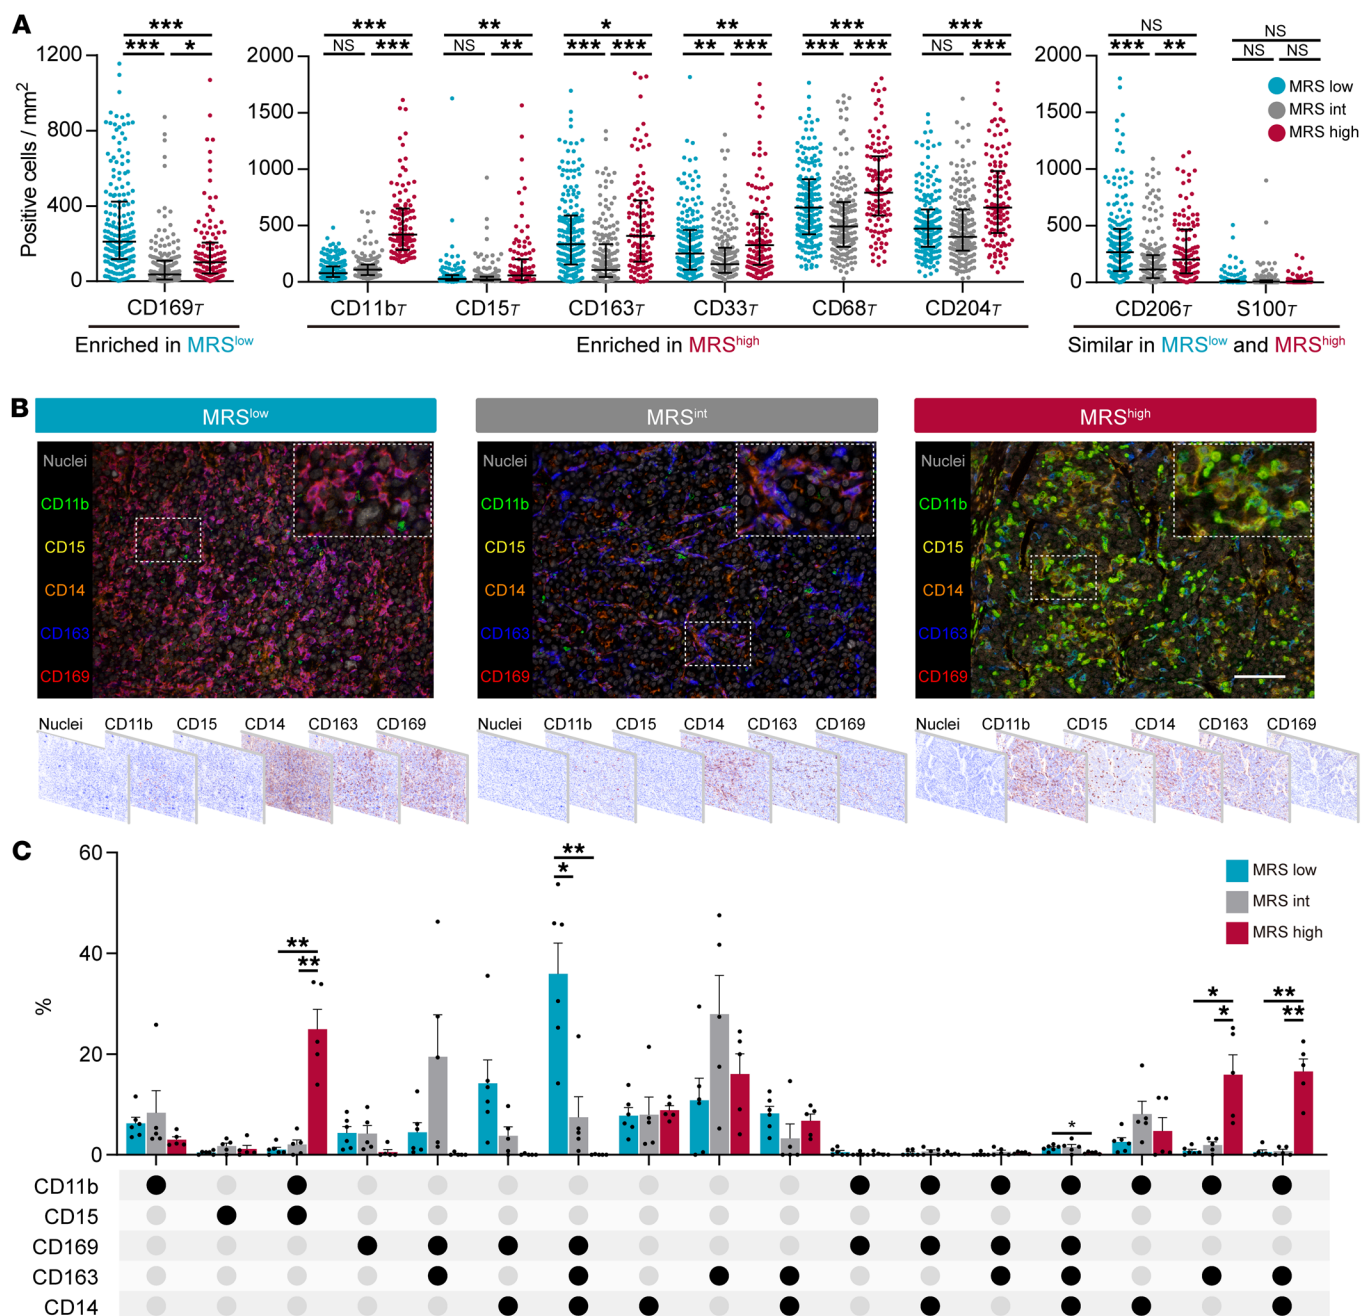 A
Positive cells / mm2
1200
800
400
0
*** *** *
CD169T
Enriched in MRSlow
2000
1500
1000
500
0
*** NS ***
** NS **
* *** ***
** ** ***
*** *** ***
*** NS ***
CD11bT CD15T CD163T CD33T CD68T CD204T
Enriched in MRShigh
2000
1500
1000
500
0
NS *** **
NS NS NS
MRS low
MRS int
MRS high
CD206T S100T
Similar in MRSlow and MRShigh
B
MRSlow
Nuclei
CD11b
CD15
CD14
CD163
CD169
Nuclei CD11b CD15 CD14 CD163 CD169
MRSint
Nuclei
CD11b
CD15
CD14
CD163
CD169
Nuclei CD11b CD15 CD14 CD163 CD169
MRShigh
Nuclei
CD11b
CD15
CD14
CD163
CD169
Nuclei CD11b CD15 CD14 CD163 CD169
C
%
60
40
20
0
**
**
**
*
*
*
*
**
**
MRS low
MRS int
MRS high
CD11b
CD15
CD169
CD163
CD14